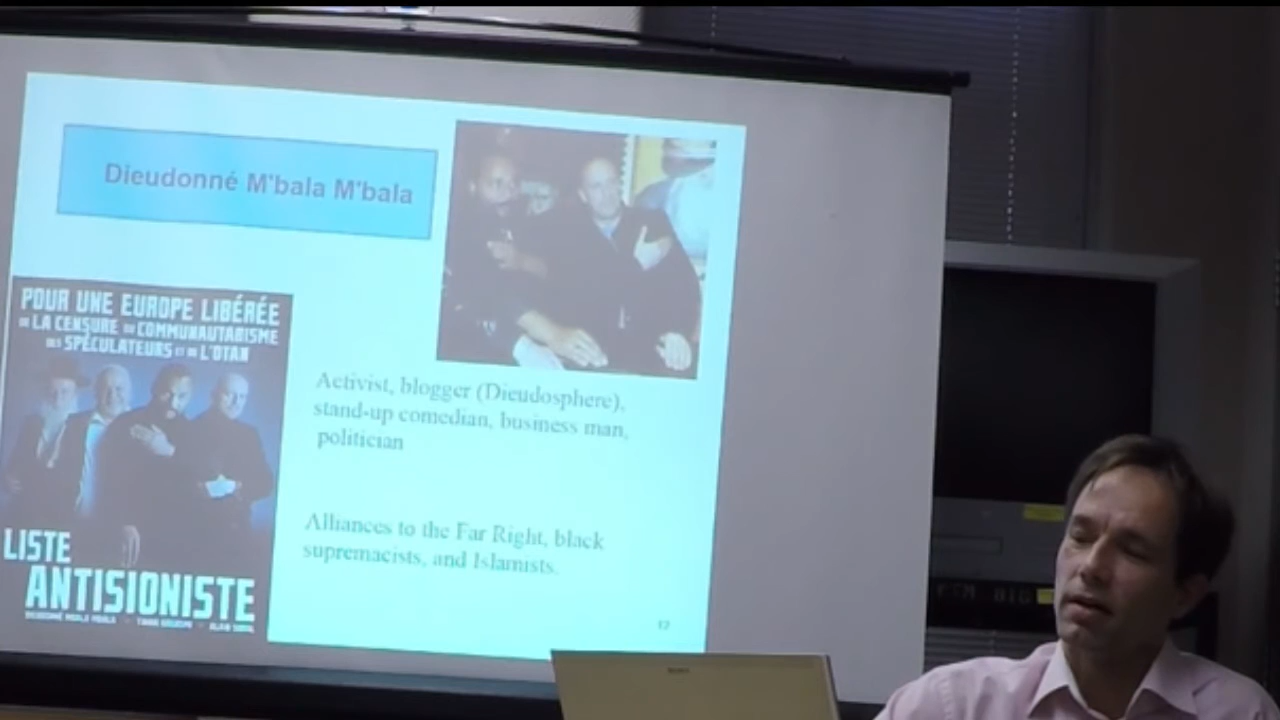 Dieudonné M'bala M'bala
POUR UNE EUROPE LIBÉRÉE
DE LA CENSURE DU COMMUNAUTARISME
DES SPÉCULATEURS ET DE L'OTAN
LISTE
ANTISIONISTE
Activist, blogger (Dieudosphere),
stand-up comedian, business man,
politician
Alliances to the Far Right, black
supremacists, and Islamists.
SONY